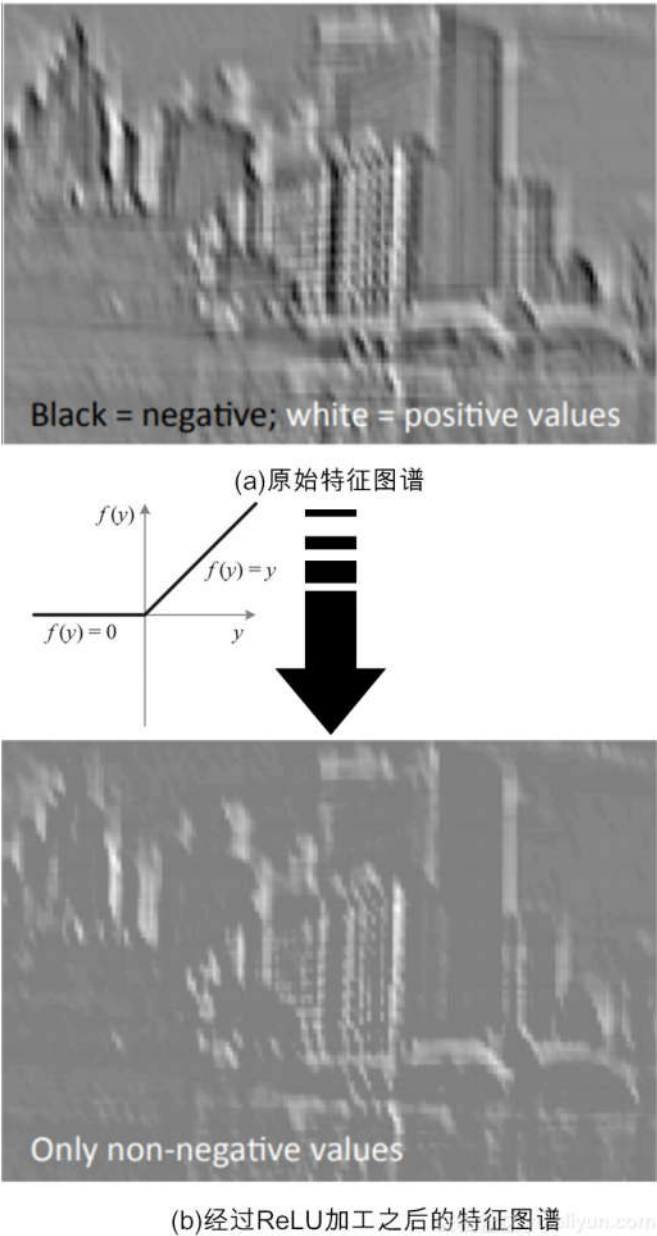 Black = negative; white = positive values
(a)原始特征图谱
f(y)
f(y) = y
f(y) = 0
y
Only non-negative values
(b)经过ReLU加工之后的特征图谱